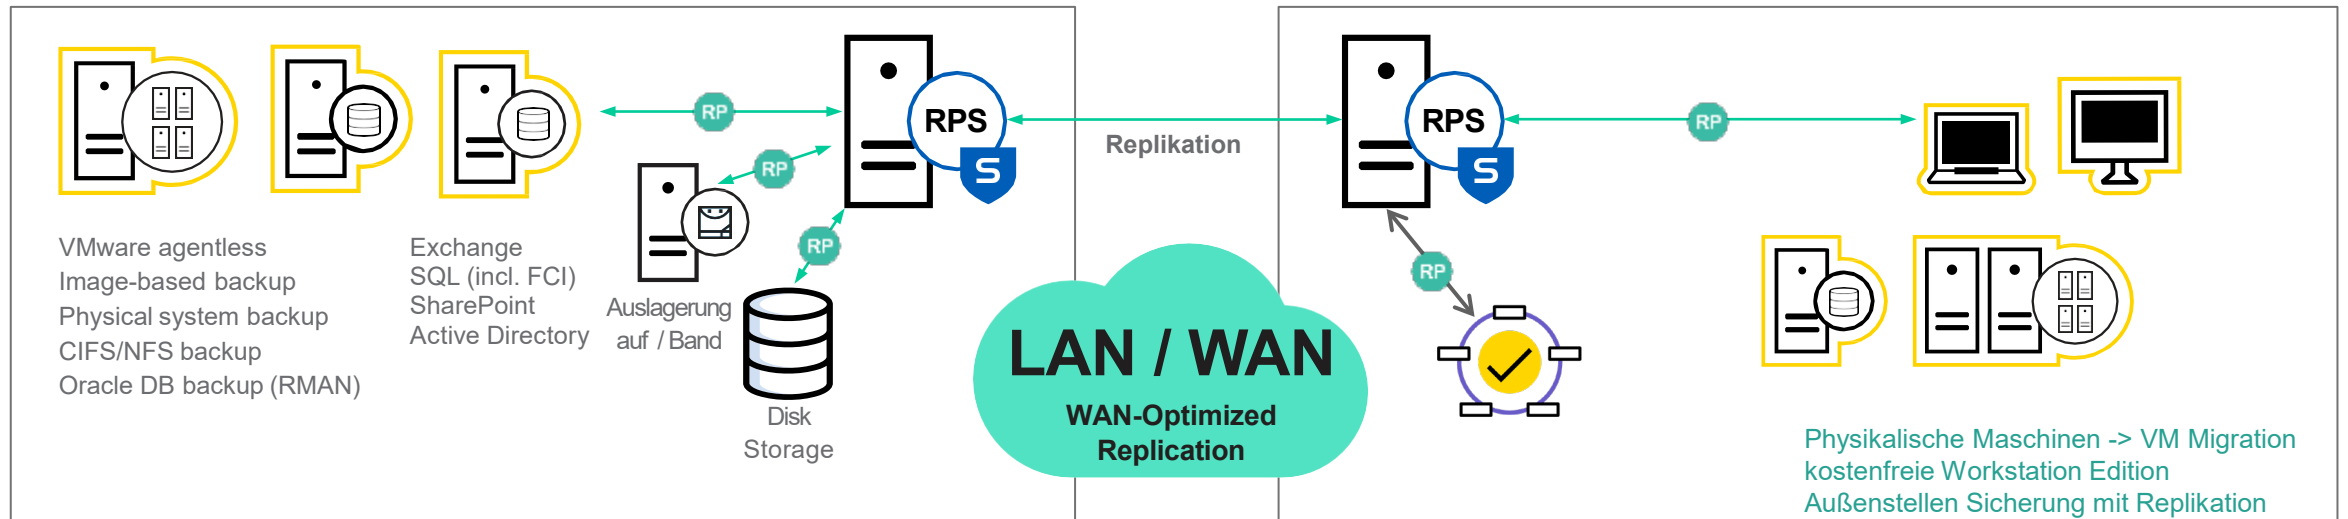 VMware agentless
Image-based backup
Physical system backup
CIFS/NFS backup
Oracle DB backup (RMAN)
Exchange
SQL (incl. FCI)
SharePoint
Active Directory
RP
RP
RP
Auslagerung
auf / Band
Disk
Storage
RPS
S
Replikation
LAN / WAN
WAN-Optimized
Replication
RPS
S
RP
RP
Physikalische Maschinen -> VM Migration
kostenfreie Workstation Edition
Außenstellen Sicherung mit Replikation